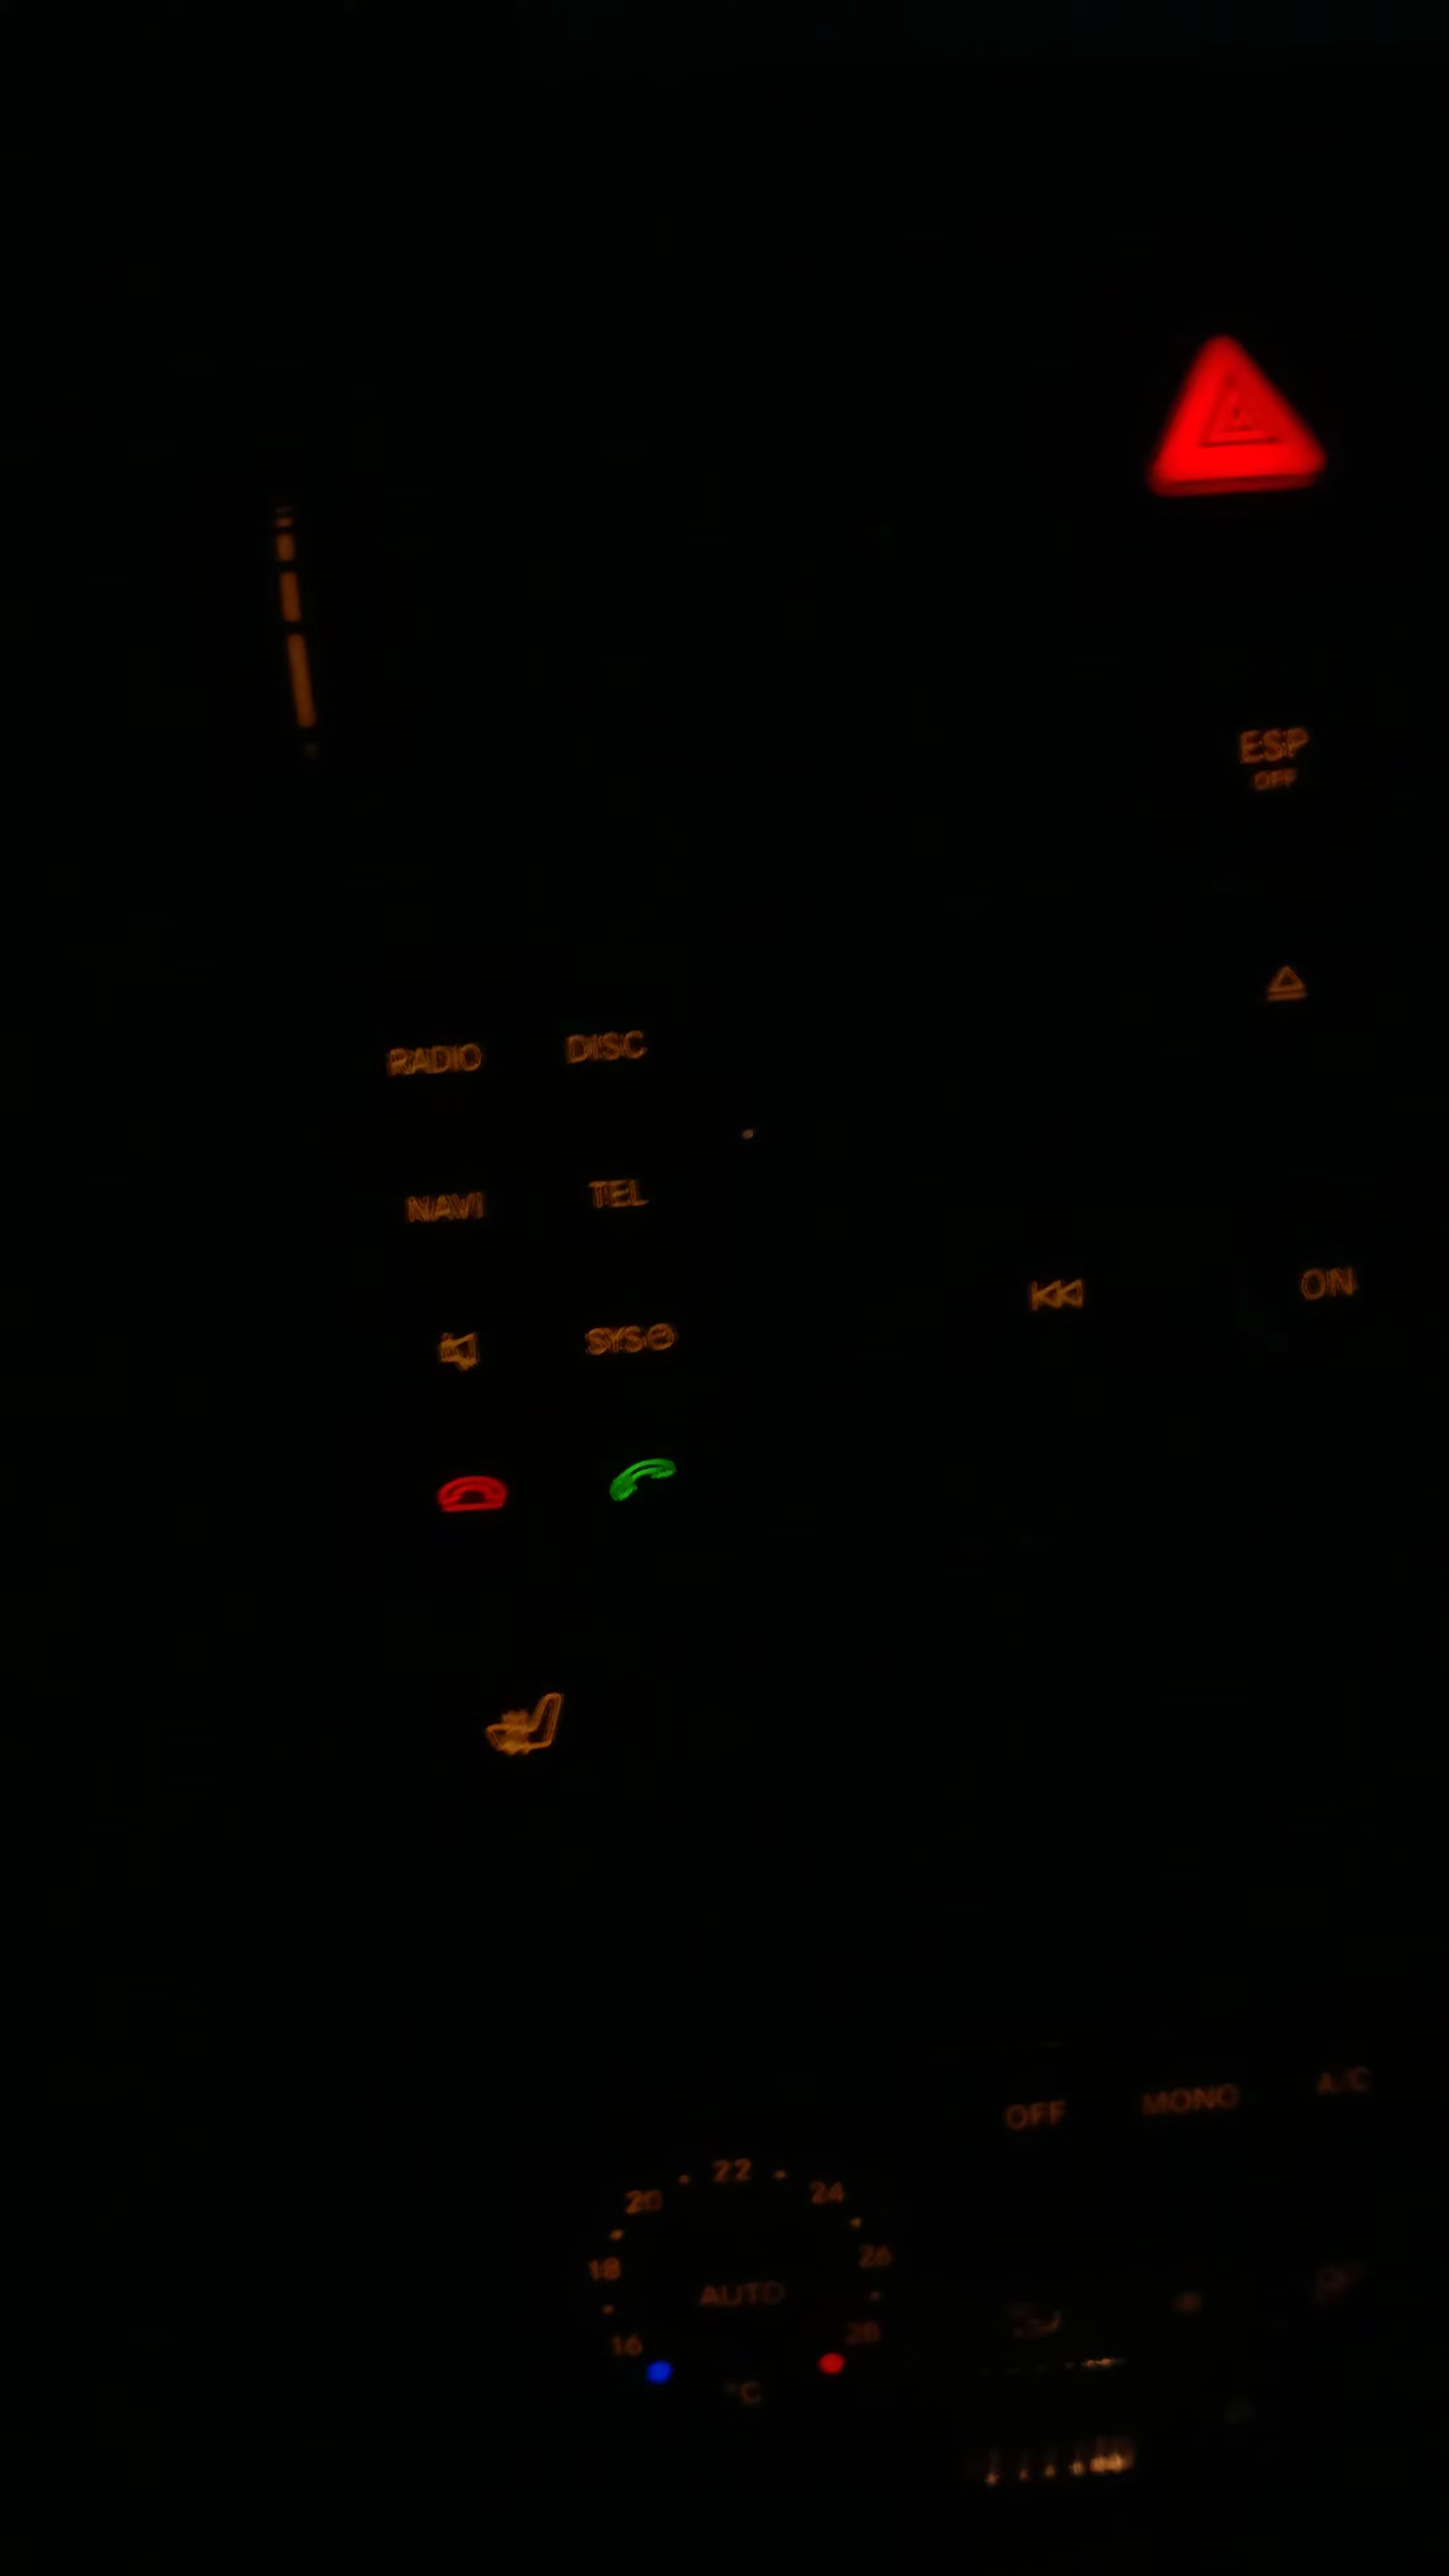 ESP
OFF
RADIO DISC
NAVI TEL
ON
SYS
OFF MONO A/C
22
20 24
18 26
AUTO
16 28
°C